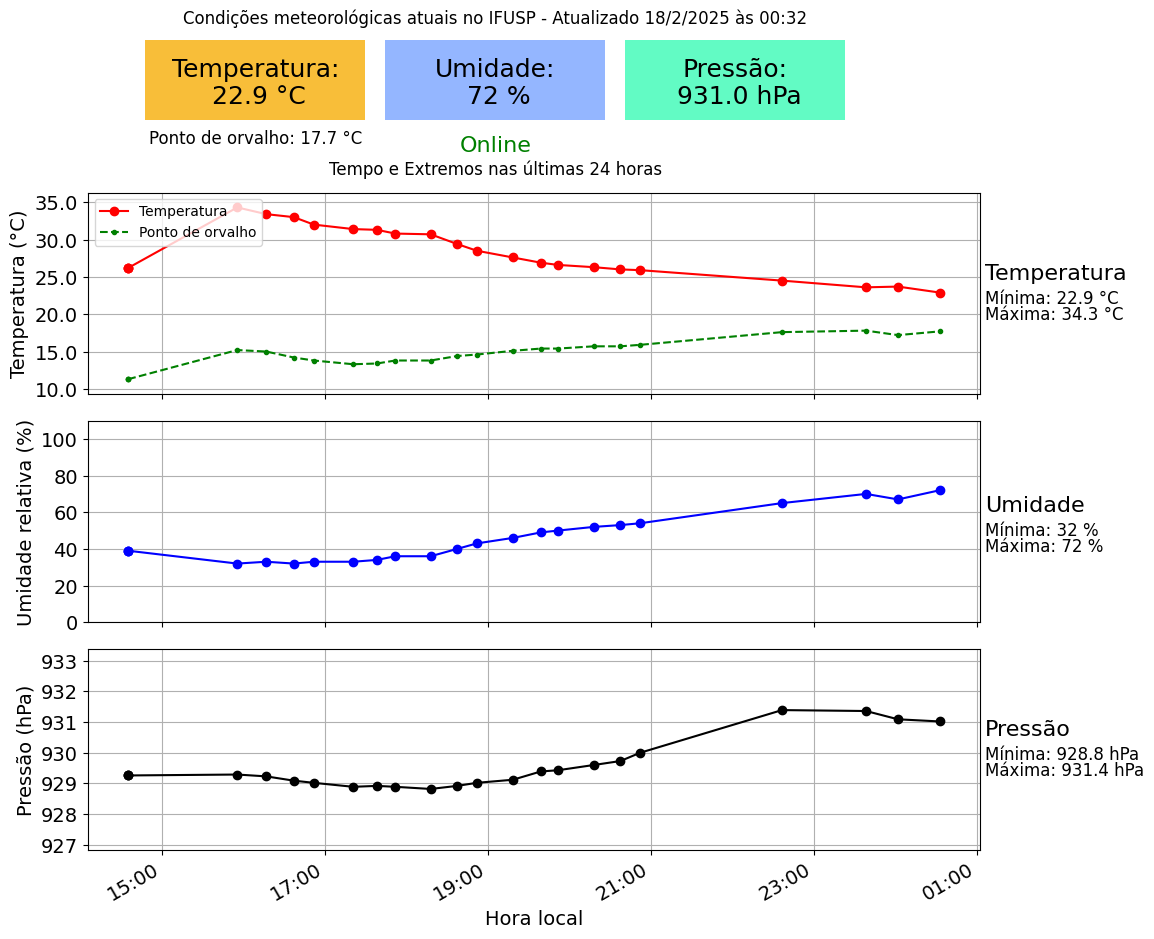 Condições meteorológicas atuais no IFUSP - Atualizado 18/2/2025 às 00:32
Temperatura:
22.9 °C
Umidade:
72 %
Pressão:
931.0 hPa
Ponto de orvalho: 17.7 °C
Online
Tempo e Extremos nas últimas 24 horas
Temperatura (°C)
35.0
30.0
25.0
20.0
15.0
10.0
Temperatura
Ponto de orvalho
Temperatura
Mínima: 22.9 °C
Máxima: 34.3 °C
Umidade relativa (%)
100
80
60
40
20
0
Umidade
Mínima: 32 %
Máxima: 72 %
Pressão (hPa)
933
932
931
930
929
928
927
Pressão
Mínima: 928.8 hPa
Máxima: 931.4 hPa
15:00
17:00
19:00
21:00
23:00
01:00
Hora local